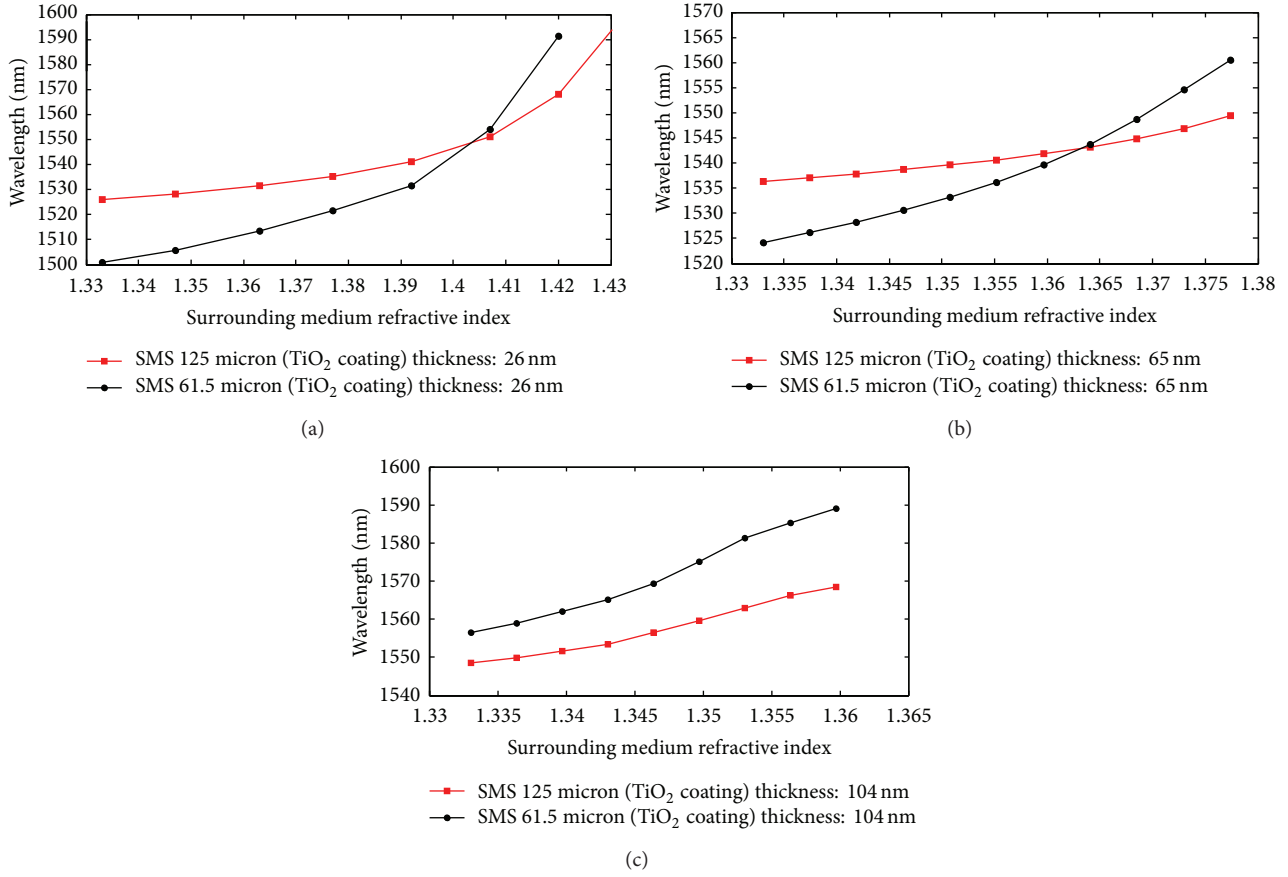 1600
1590
1580
1570
1560
1550
1540
1530
1520
1510
1500
Wavelength (nm)
1.33 1.34 1.35 1.36 1.37 1.38 1.39 1.4 1.41 1.42 1.43
Surrounding medium refractive index
SMS 125 micron (TiO₂ coating) thickness: 26 nm
SMS 61.5 micron (TiO₂ coating) thickness: 26 nm
(a)
1570
1565
1560
1555
1550
1545
1540
1535
1530
1525
1520
Wavelength (nm)
1.33 1.335 1.34 1.345 1.35 1.355 1.36 1.365 1.37 1.375 1.38
Surrounding medium refractive index
SMS 125 micron (TiO₂ coating) thickness: 65 nm
SMS 61.5 micron (TiO₂ coating) thickness: 65 nm
(b)
1600
1590
1580
1570
1560
1550
1540
Wavelength (nm)
1.33 1.335 1.34 1.345 1.35 1.355 1.36 1.365
Surrounding medium refractive index
SMS 125 micron (TiO₂ coating) thickness: 104 nm
SMS 61.5 micron (TiO₂ coating) thickness: 104 nm
(c)